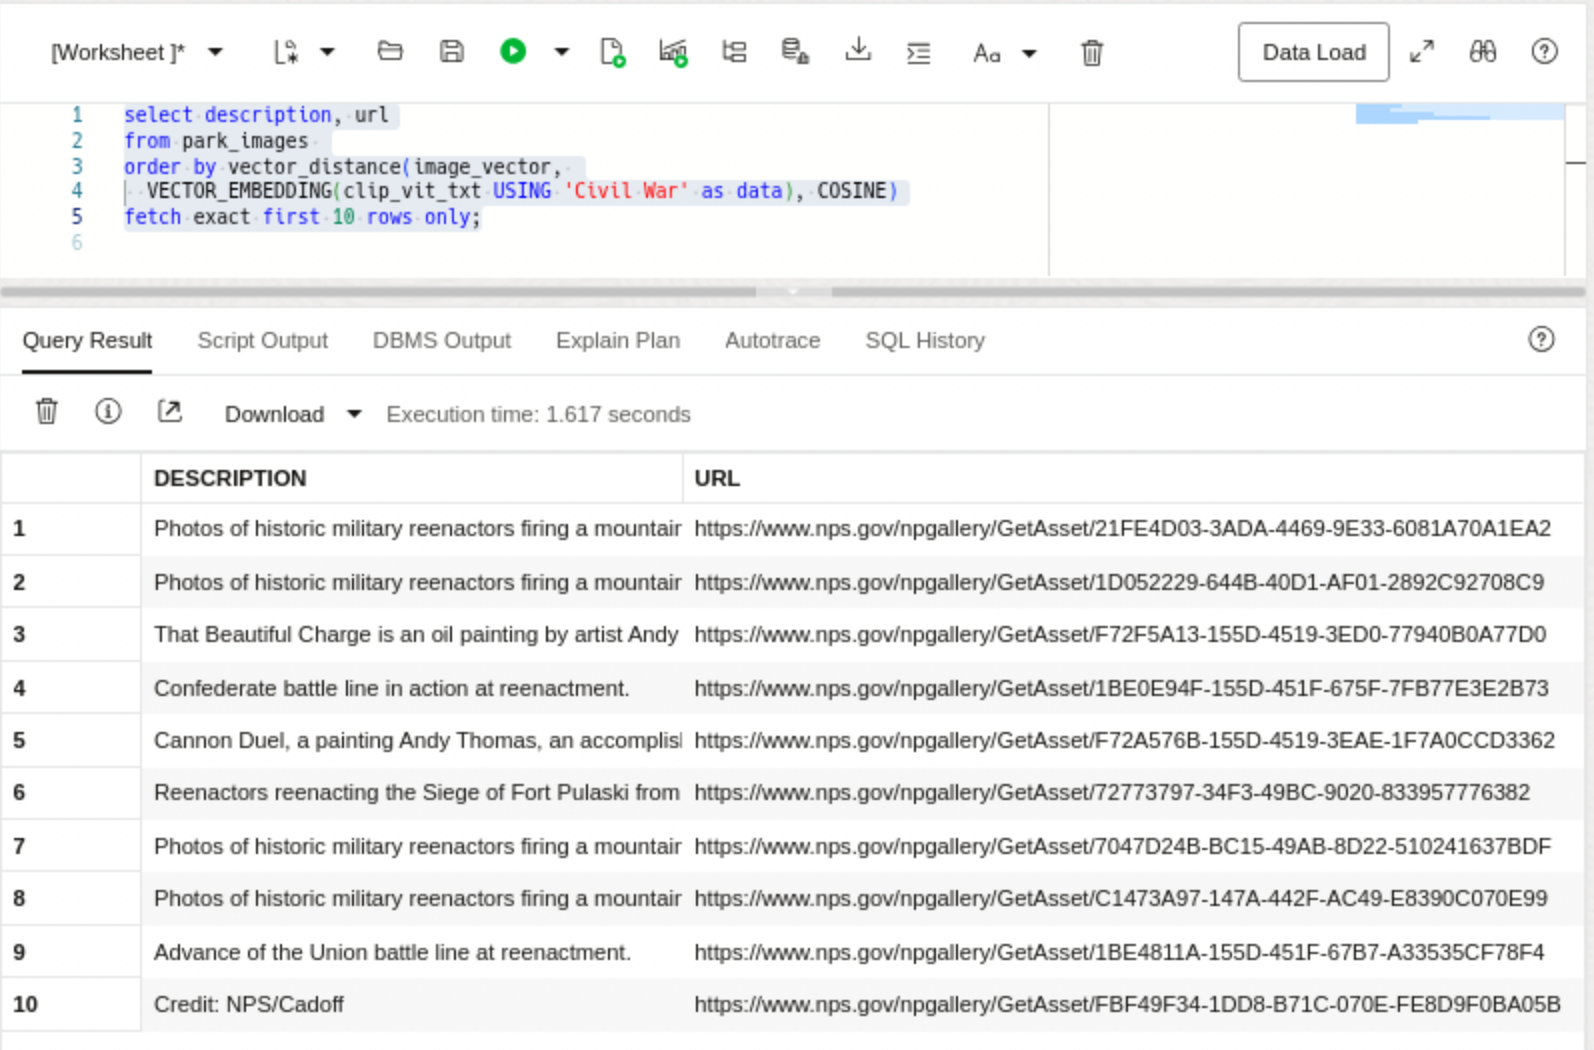 [Worksheet ]* Aa Data Load
1 select description, url
2 from park_images
3 order by vector_distance(image_vector,
4 VECTOR_EMBEDDING(clip_vit_txt USING 'Civil War' as data), COSINE)
5 fetch exact first 10 rows only;
6
Query Result Script Output DBMS Output Explain Plan Autotrace SQL History
Download Execution time: 1.617 seconds
DESCRIPTION URL
1 Photos of historic military reenactors firing a https://www.nps.gov/npgallery/GetAsset/21FE4D03-3ADA-4469-9E33-6081A70A1EA2
2 Photos of historic military reenactors firing a https://www.nps.gov/npgallery/GetAsset/1D052229-644B-40D1-AF01-2892C92708C9
3 That Beautiful Charge is an oil painting by artist Andy https://www.nps.gov/npgallery/GetAsset/F72F5A13-155D-4519-3ED0-77940B0A77D0
4 Confederate battle line in action at reenactment. https://www.nps.gov/npgallery/GetAsset/1BE0E94F-155D-451F-675F-7FB77E3E2B73
5 Cannon Duel, a painting Andy Thomas, an https://www.nps.gov/npgallery/GetAsset/F72A576B-155D-4519-3EAE-1F7A0CCD3362
6 Reenactors reenacting the Siege of Fort Pulaski from https://www.nps.gov/npgallery/GetAsset/72773797-34F3-49BC-9020-833957776382
7 Photos of historic military reenactors firing a https://www.nps.gov/npgallery/GetAsset/7047D24B-BC15-49AB-8D22-510241637BDF
8 Photos of historic military reenactors firing a https://www.nps.gov/npgallery/GetAsset/C1473A97-147A-442F-AC49-E8390C070E99
9 Advance of the Union battle line at reenactment. https://www.nps.gov/npgallery/GetAsset/1BE4811A-155D-451F-67B7-A33535CF78F4
10 Credit: NPS/Cadoff https://www.nps.gov/npgallery/GetAsset/FBF49F34-1DD8-B71C-070E-FE8D9F0BA05B